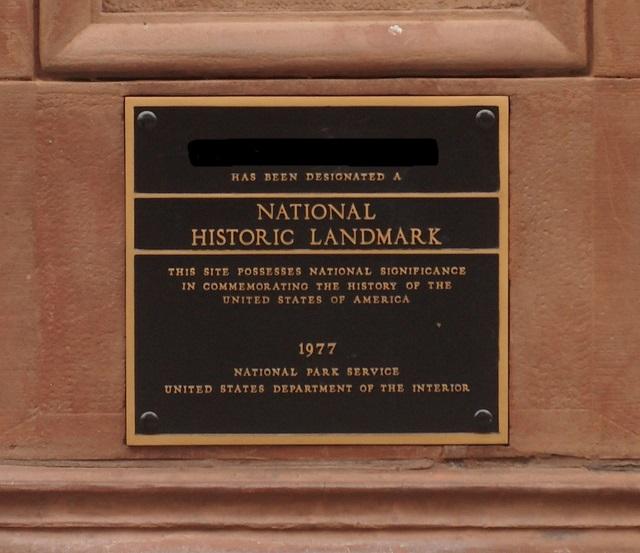 HAS BEEN DESIGNATED A
NATIONAL
HISTORIC LANDMARK
THIS SITE POSSESSES NATIONAL SIGNIFICANCE
IN COMMEMORATING THE HISTORY OF THE
UNITED STATES OF AMERICA
1977
NATIONAL PARK SERVICE
UNITED STATES DEPARTMENT OF THE INTERIOR